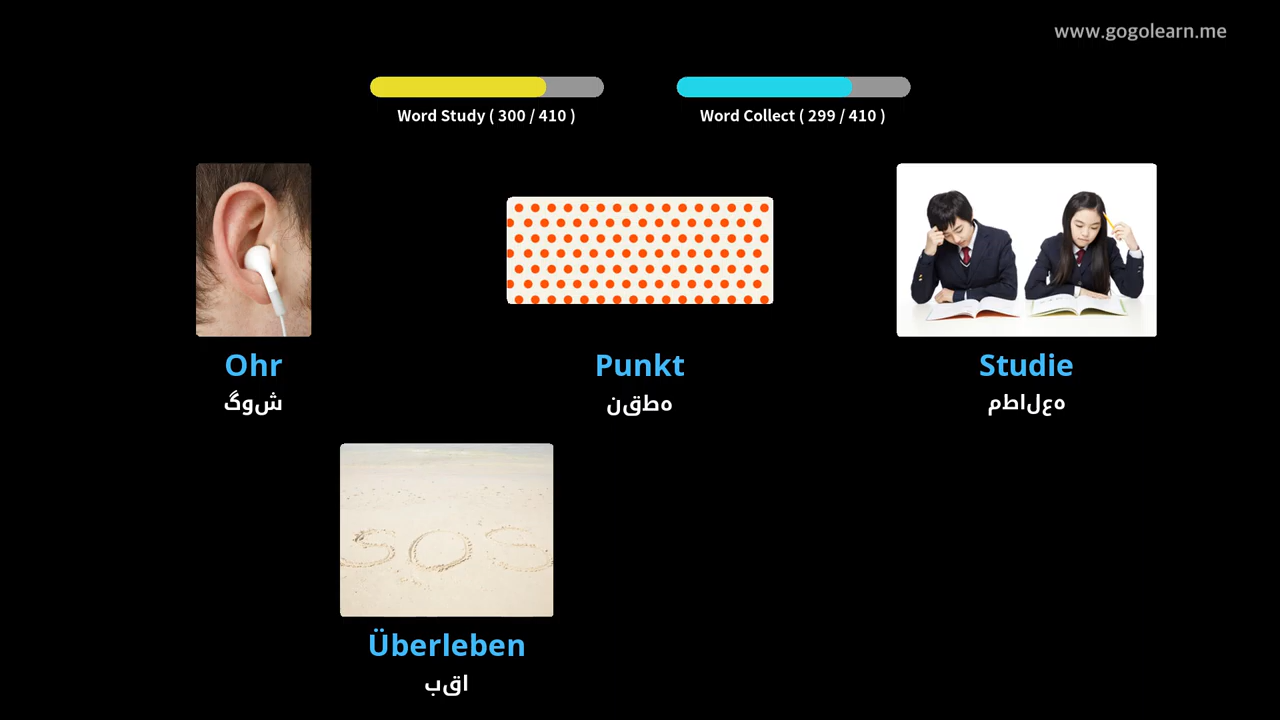 www.gogolearn.me
Word Study ( 300 / 410 )
Word Collect ( 299 / 410 )
Ohr
شوگ
Punkt
هطقن
Studie
هعلاطم
Überleben
اقب
SOS